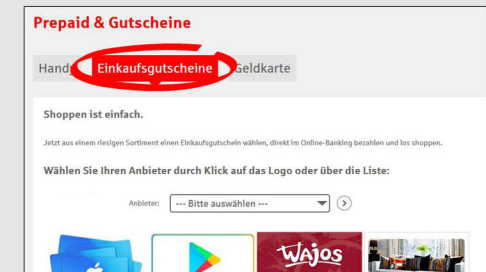 Prepaid & Gutscheine
Handy Einkaufsgutscheine Geldkarte
Shoppen ist einfach.
Jetzt aus einem riesigen Sortiment einen Einkaufsgutschein wählen, direkt im Online-Banking bezahlen und los shoppen.
Wählen Sie Ihren Anbieter durch Klick auf das Logo oder über die Liste:
Anbieter: --- Bitte auswählen ---
WAJOS